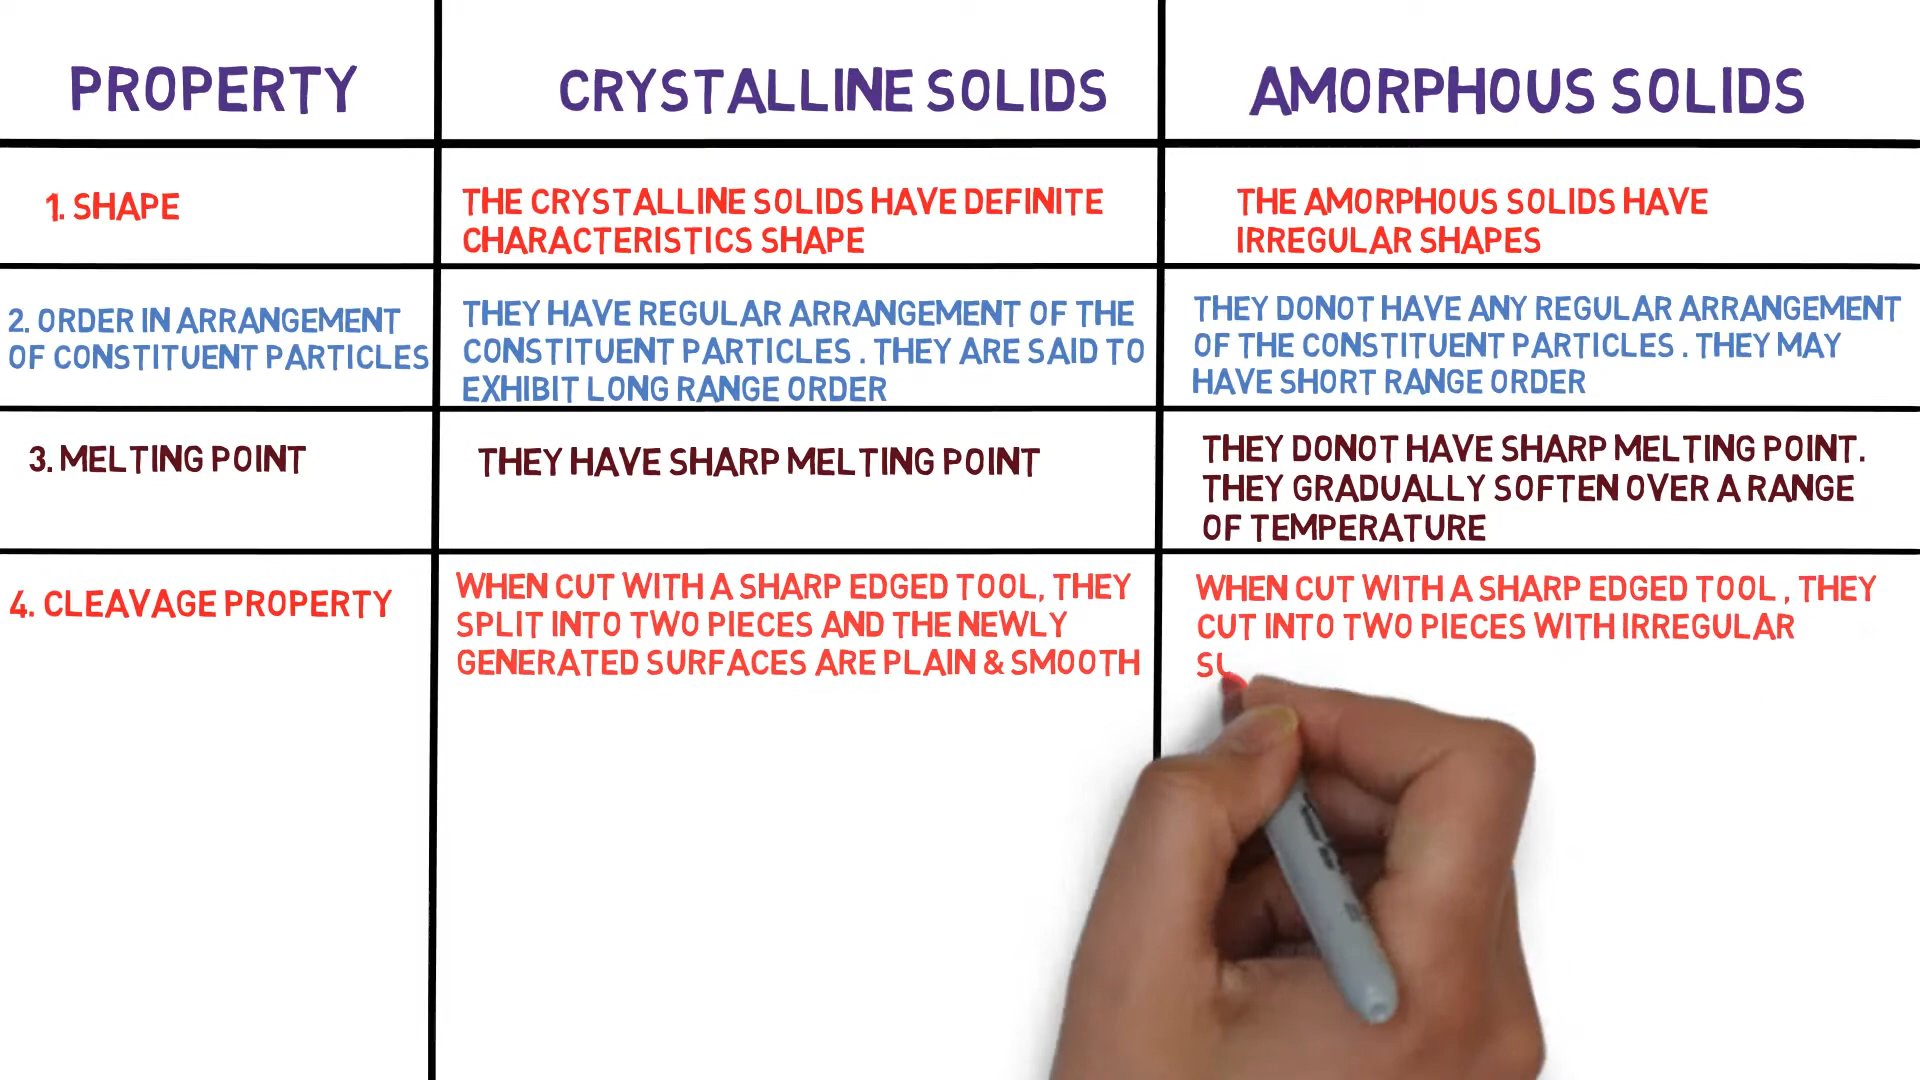 PROPERTY
CRYSTALLINE SOLIDS
AMORPHOUS SOLIDS
1. SHAPE
THE CRYSTALLINE SOLIDS HAVE DEFINITE
CHARACTERISTICS SHAPE
THE AMORPHOUS SOLIDS HAVE
IRREGULAR SHAPES
2. ORDER IN ARRANGEMENT
OF CONSTITUENT PARTICLES
THEY HAVE REGULAR ARRANGEMENT OF THE
CONSTITUENT PARTICLES . THEY ARE SAID TO
EXHIBIT LONG RANGE ORDER
THEY DONOT HAVE ANY REGULAR ARRANGEMENT
OF THE CONSTITUENT PARTICLES . THEY MAY
HAVE SHORT RANGE ORDER
3. MELTING POINT
THEY HAVE SHARP MELTING POINT
THEY DONOT HAVE SHARP MELTING POINT.
THEY GRADUALLY SOFTEN OVER A RANGE
OF TEMPERATURE
4. CLEAVAGE PROPERTY
WHEN CUT WITH A SHARP EDGED TOOL, THEY
SPLIT INTO TWO PIECES AND THE NEWLY
GENERATED SURFACES ARE PLAIN & SMOOTH
WHEN CUT WITH A SHARP EDGED TOOL , THEY
CUT INTO TWO PIECES WITH IRREGULAR